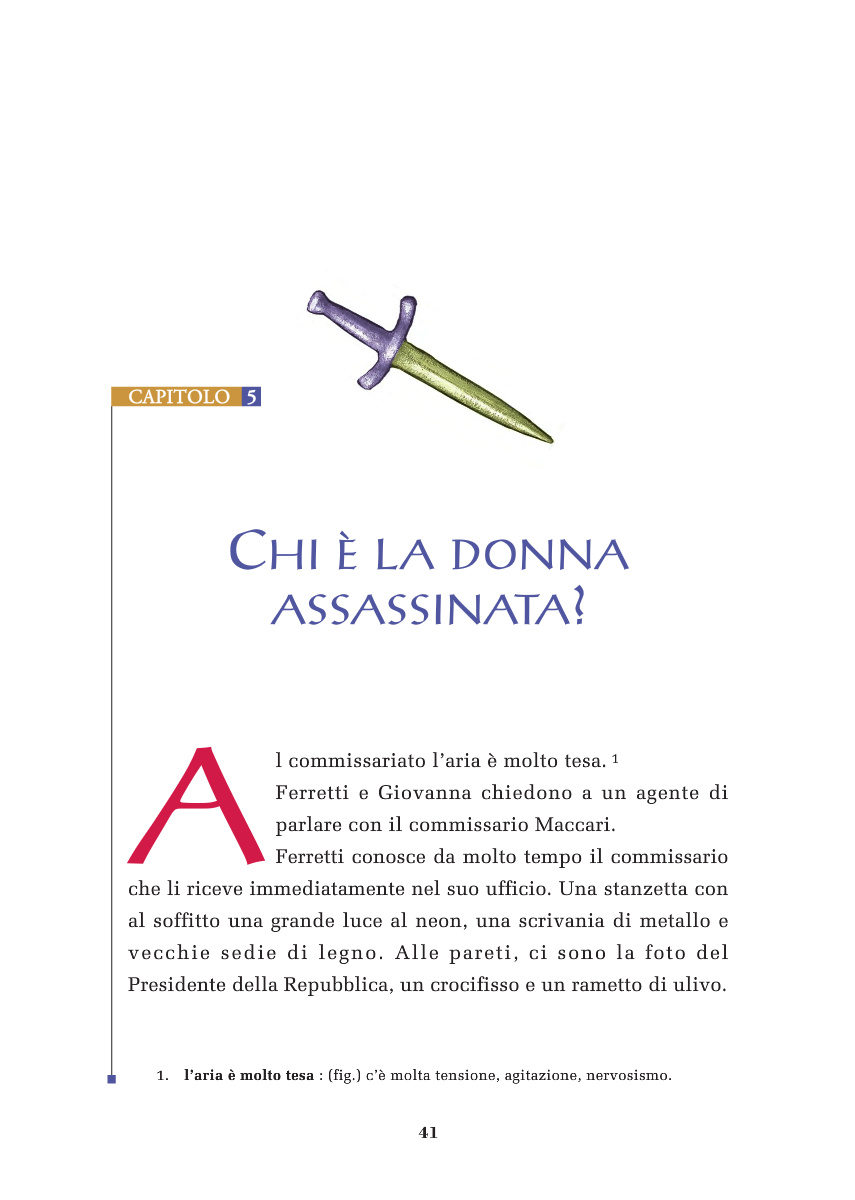 CAPITOLO 5
CHI È LA DONNA
ASSASSINATA?
Al commissariato l'aria è molto tesa. 1
Ferretti e Giovanna chiedono a un agente di
parlare con il commissario Maccari.
Ferretti conosce da molto tempo il commissario
che li riceve immediatamente nel suo ufficio. Una stanzetta con
al soffitto una grande luce al neon, una scrivania di metallo e
vecchie sedie di legno. Alle pareti, ci sono la foto del
Presidente della Repubblica, un crocifisso e un rametto di ulivo.
1. l'aria è molto tesa : (fig.) c'è molta tensione, agitazione, nervosismo.
41